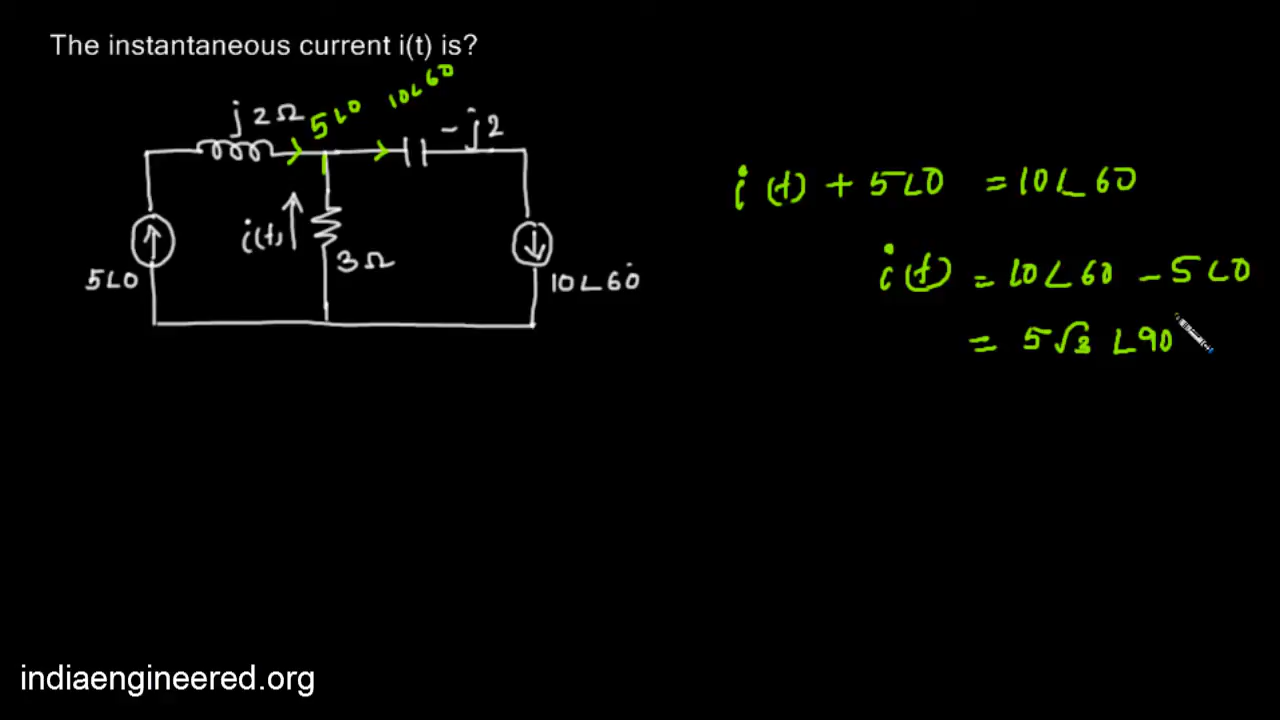 The instantaneous current i(t) is?
j2Ω
5∠0
10∠60
-j2
i(t)
3Ω
5∠0
10∠60°
i(t) + 5∠0 = 10∠60
i(t) = 10∠60 - 5∠0
= 5√3 ∠90
indiaengineered.org